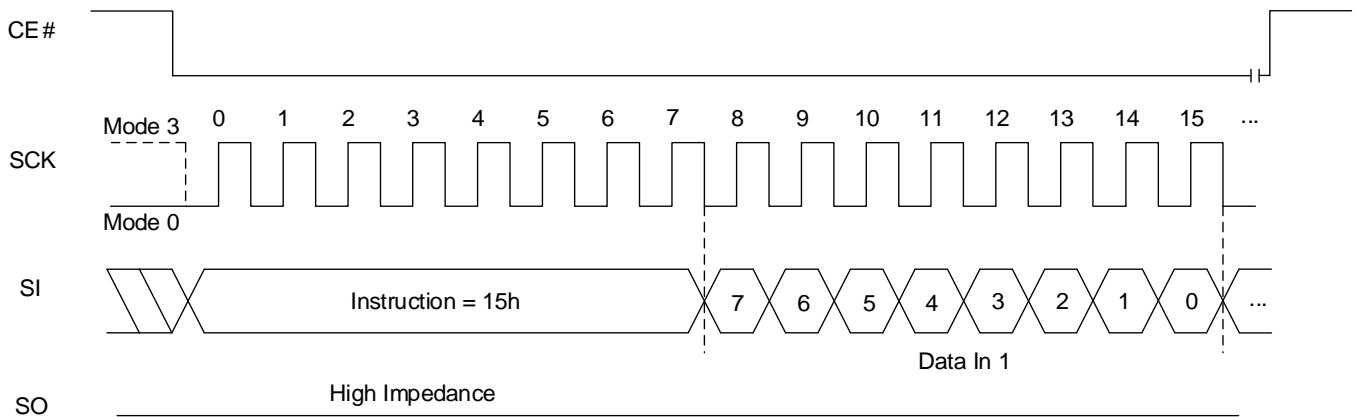 CE#
Mode 3 0 1 2 3 4 5 6 7 8 9 10 11 12 13 14 15 ...
SCK
Mode 0
SI Instruction = 15h 7 6 5 4 3 2 1 0 ...
Data In 1
High Impedance
SO